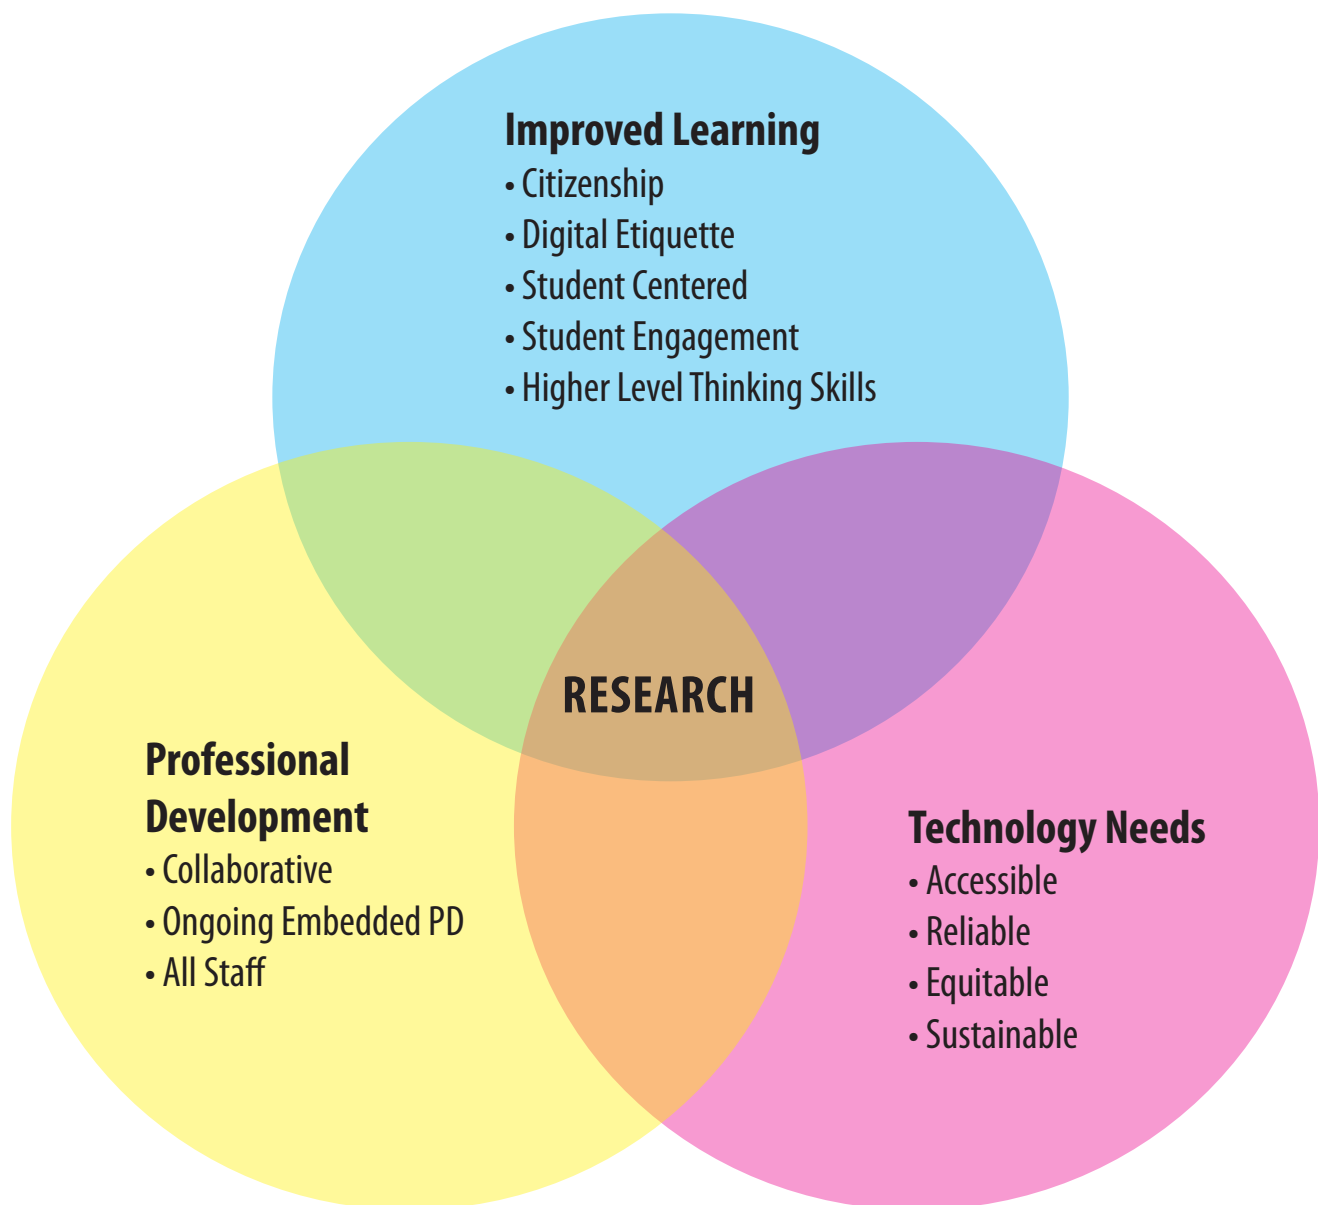 Improved Learning
• Citizenship
• Digital Etiquette
• Student Centered
• Student Engagement
• Higher Level Thinking Skills
RESEARCH
Professional
Development
• Collaborative
• Ongoing Embedded PD
• All Staff
Technology Needs
• Accessible
• Reliable
• Equitable
• Sustainable